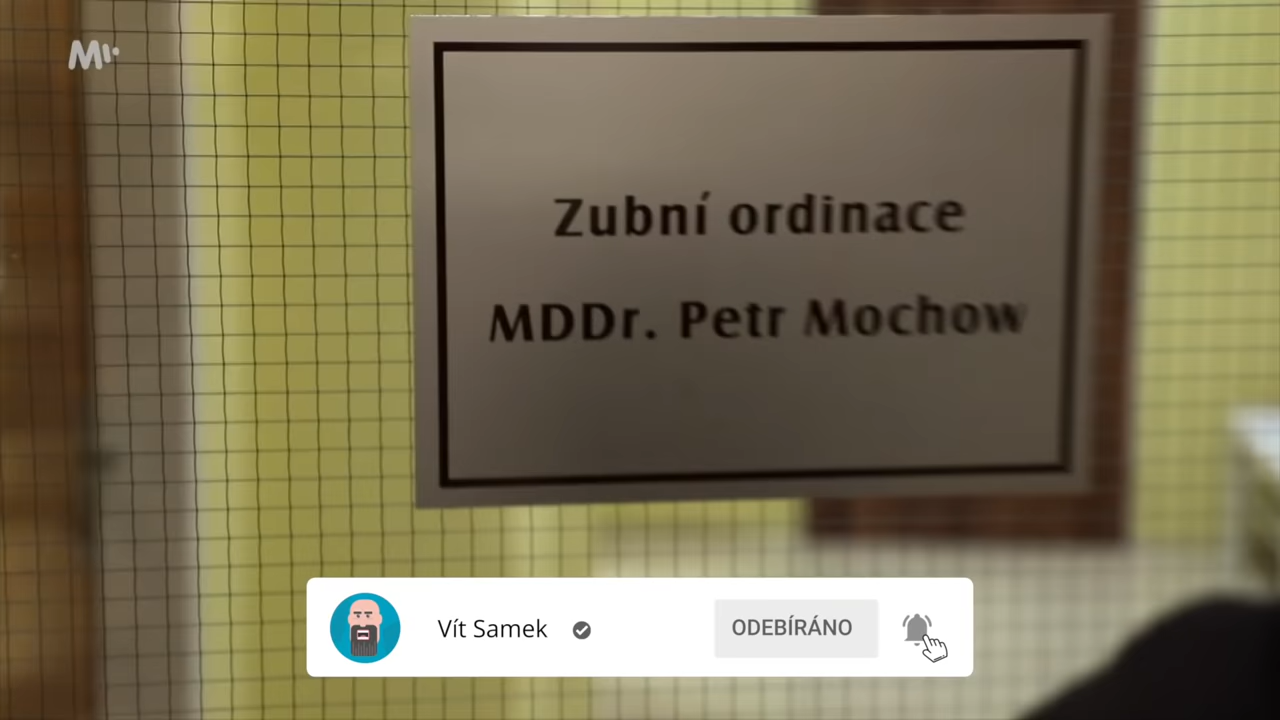 M
Zubní ordinace
MDDr. Petr Mochow
Vít Samek
ODEBÍRÁNO